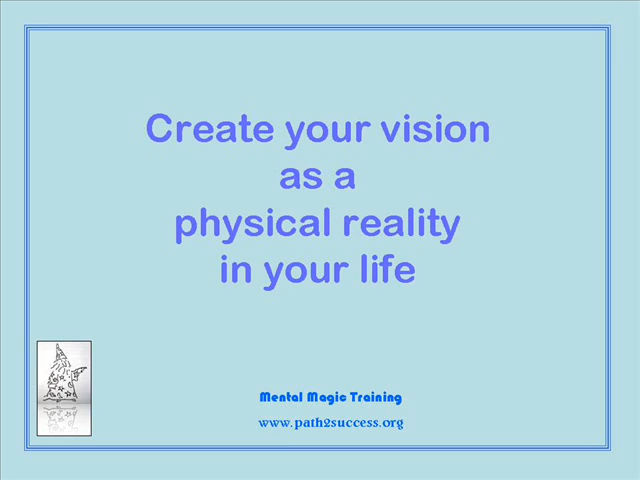 Create your vision
as a
physical reality
in your life
Mental Magic Training
www.path2success.org